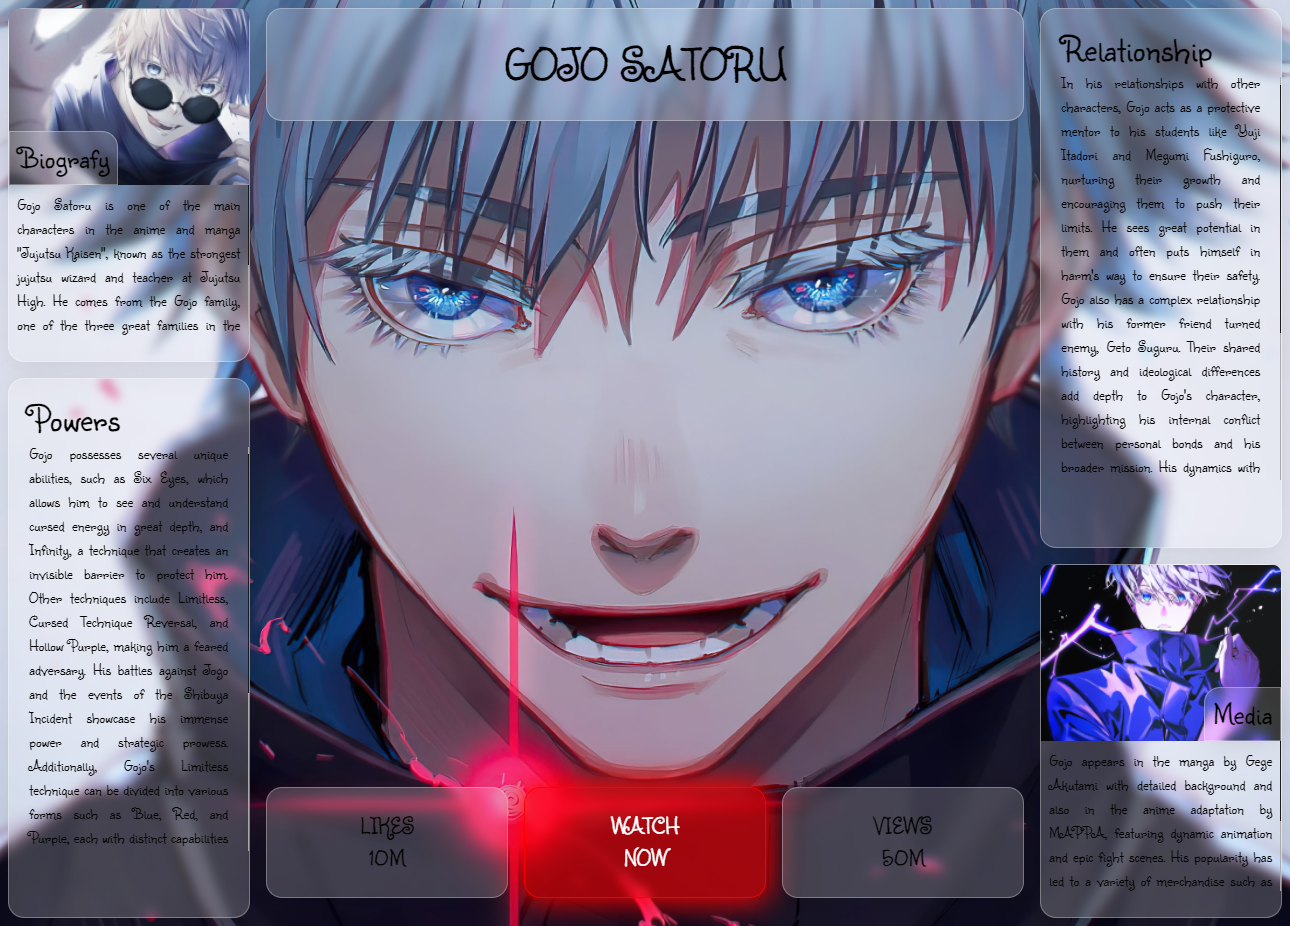 GOJO SATORU
Biografy
Gojo Satoru is one of the main
characters in the anime and manga
"Jujutsu Kaisen", known as the strongest
jujutsu wizard and teacher at Jujutsu
High. He comes from the Gojo family,
one of the three great families in the
Powers
Gojo possesses several unique
abilities, such as Six Eyes, which
allows him to see and understand
cursed energy in great depth, and
Infinity, a technique that creates an
invisible barrier to protect him.
Other techniques include Limitless,
Cursed Technique Reversal, and
Hollow Purple, making him a feared
adversary. His battles against Jogo
and the events of the Shibuya
Incident showcase his immense
power and strategic prowess.
Additionally, Gojo's Limitless
technique can be divided into various
forms such as Blue, Red, and
Purple, each with distinct capabilities
LIKES
10M
WATCH
NOW
VIEWS
50M
Relationship
In his relationships with other
characters, Gojo acts as a protective
mentor to his students like Yuji
Itadori and Megumi Fushiguro,
nurturing their growth and
encouraging them to push their
limits. He sees great potential in
them and often puts himself in
harm's way to ensure their safety.
Gojo also has a complex relationship
with his former friend turned
enemy, Geto Suguru. Their shared
history and ideological differences
add depth to Gojo's character,
highlighting his internal conflict
between personal bonds and his
broader mission. His dynamics with
Media
Gojo appears in the manga by Gege
Akutami with detailed background and
also in the anime adaptation by
MAPPA, featuring dynamic animation
and epic fight scenes. His popularity has
led to a variety of merchandise such as